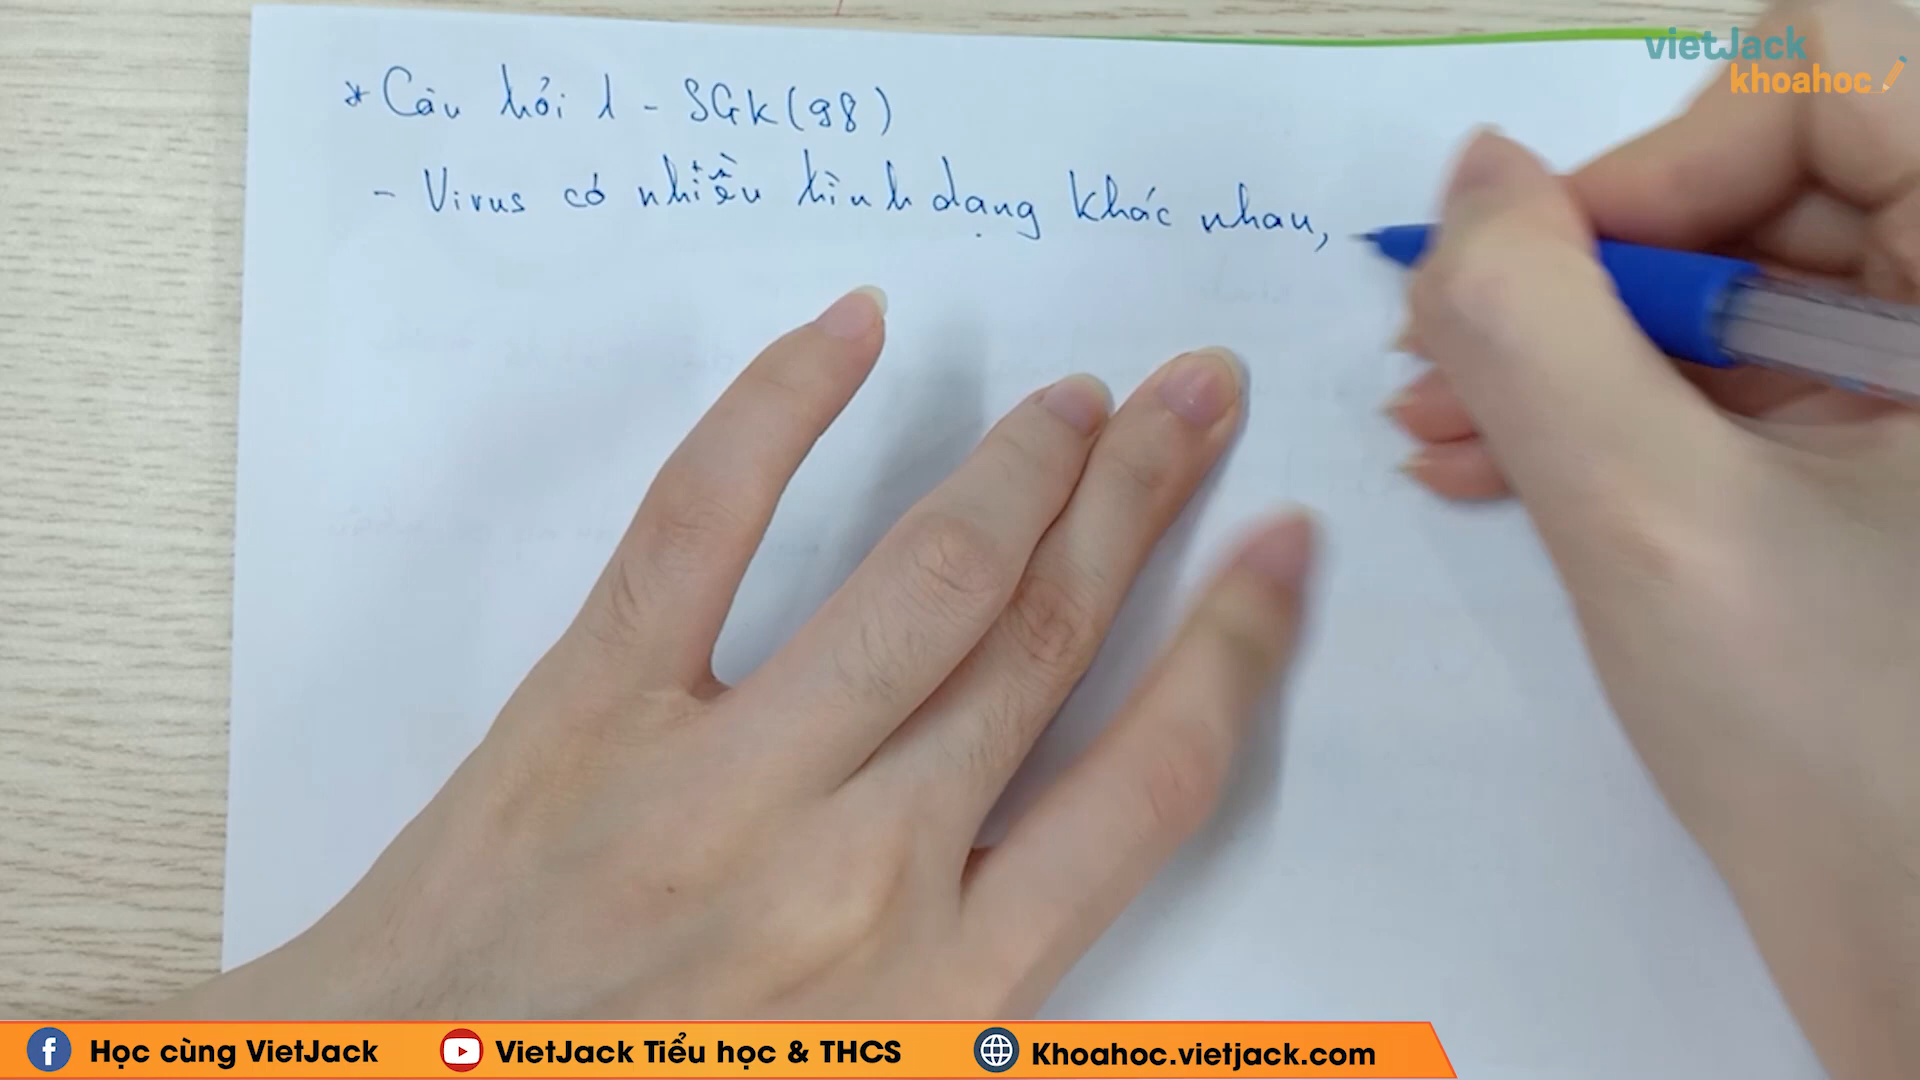 vietJack
khoahoc
* Câu hỏi 1 - SGK (98)
- Virus có nhiều hình dạng khác nhau,
Học cùng VietJack
VietJack Tiểu học & THCS
Khoahoc.vietjack.com